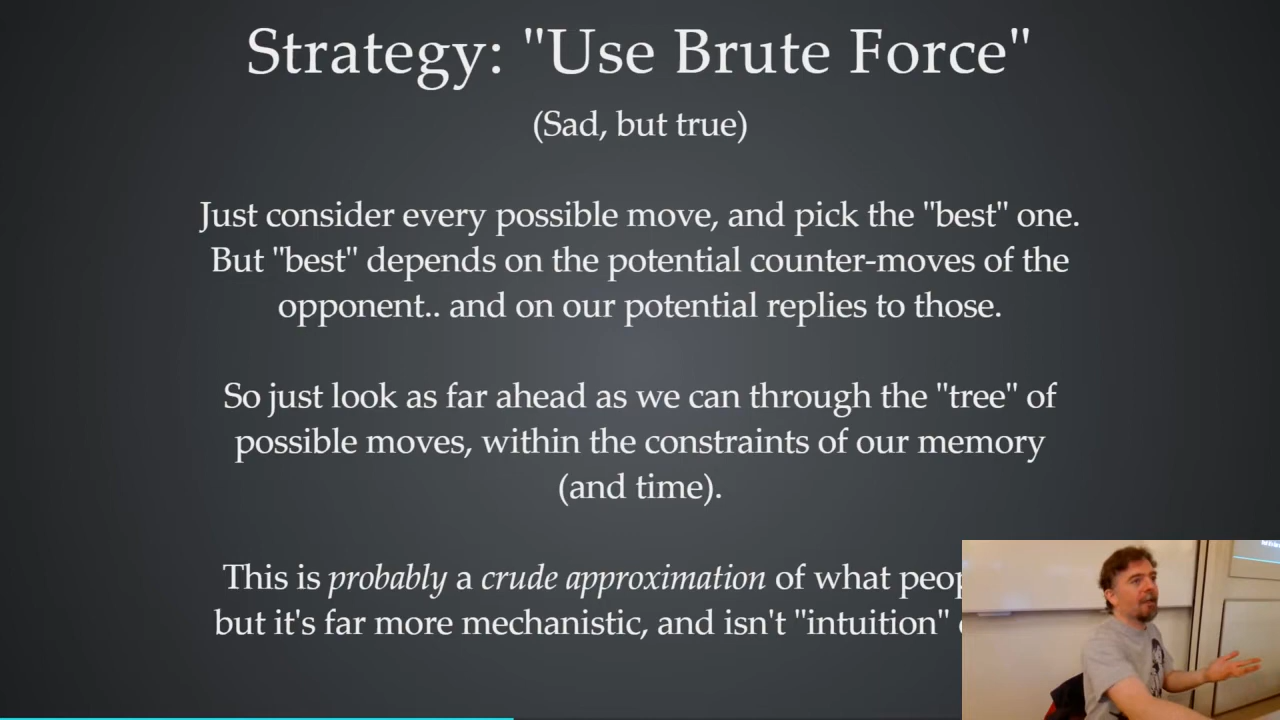 Strategy: "Use Brute Force"
(Sad, but true)
Just consider every possible move, and pick the "best" one.
But "best" depends on the potential counter-moves of the
opponent.. and on our potential replies to those.
So just look as far ahead as we can through the "tree" of
possible moves, within the constraints of our memory
(and time).
This is probably a crude approximation of what
but it's far more mechanistic, and isn't "intuition"